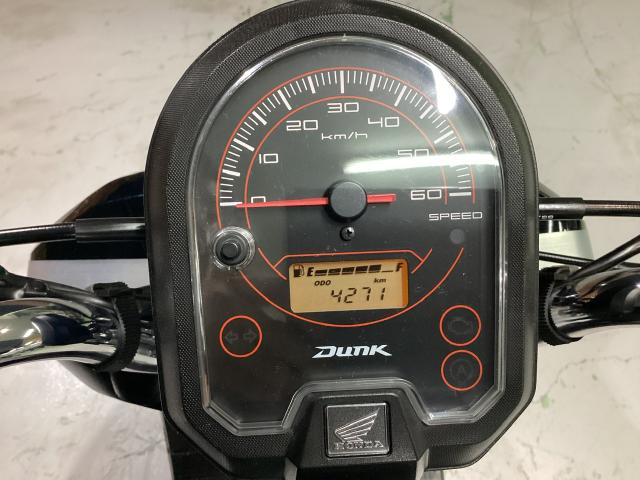 30
20
40
km/h
10
50
0
60
SPEED
E F
ODO km
4271
A
DUNK
HONDA